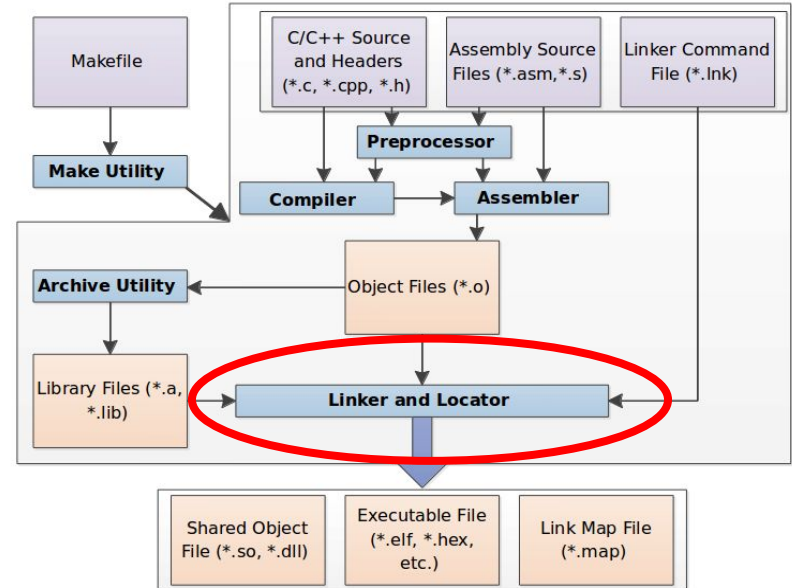 Makefile
C/C++ Source
and Headers
(*.c, *.cpp, *.h)
Assembly Source
Files (*.asm,*.s)
Linker Command
File (*.lnk)
Preprocessor
Make Utility
Compiler
Assembler
Archive Utility
Object Files (*.o)
Library Files (*.a,
*.lib)
Linker and Locator
Shared Object
File (*.so, *.dll)
Executable File
(*.elf, *.hex,
etc.)
Link Map File
(*.map)